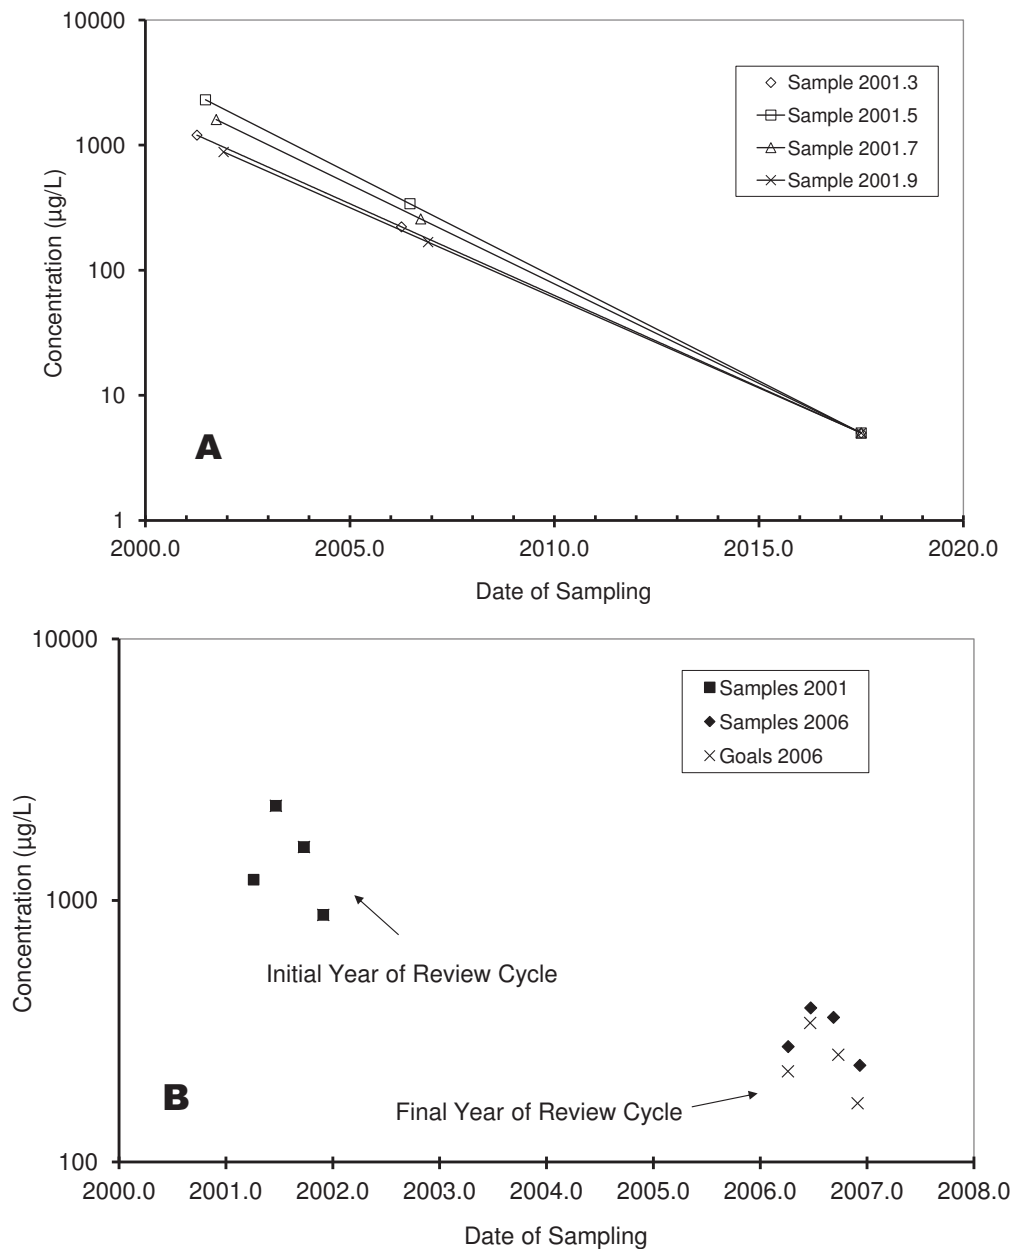 10000
1000
100
10
1
Concentration (µg/L)
Sample 2001.3
Sample 2001.5
Sample 2001.7
Sample 2001.9
A
2000.0 2005.0 2010.0 2015.0 2020.0
Date of Sampling
10000
1000
100
Concentration (µg/L)
Samples 2001
Samples 2006
Goals 2006
Initial Year of Review Cycle
B
Final Year of Review Cycle
2000.0 2001.0 2002.0 2003.0 2004.0 2005.0 2006.0 2007.0 2008.0
Date of Sampling